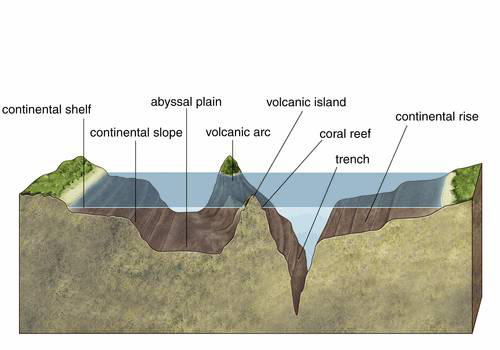 abyssal plain
volcanic island
continental shelf
continental rise
continental slope
volcanic arc
coral reef
trench